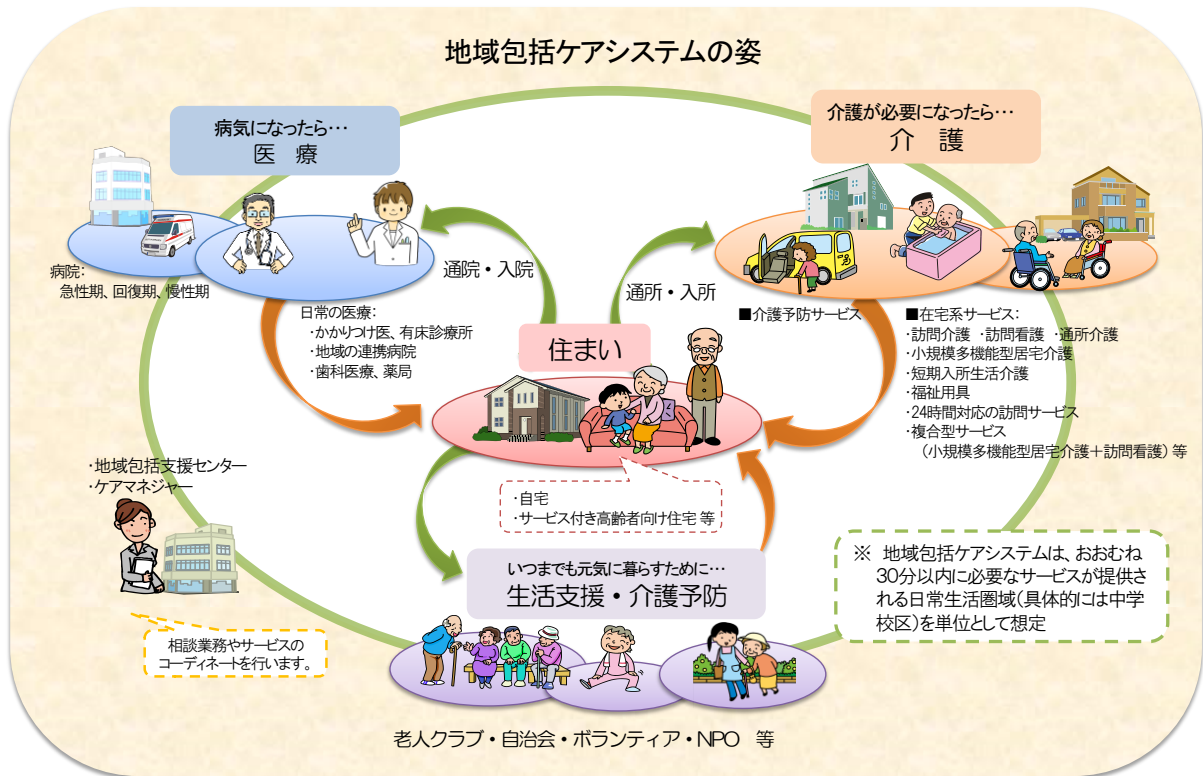 地域包括ケアシステムの姿
病気になったら…
医 療
介護が必要になったら…
介 護
病院:
急性期、回復期、慢性期
日常の医療:
・かかりつけ医、有床診療所
・地域の連携病院
・歯科医療、薬局
通院・入院
通所・入所
■介護予防サービス
■在宅系サービス:
・訪問介護 ・訪問看護 ・通所介護
・小規模多機能型居宅介護
・短期入所生活介護
・福祉用具
・24時間対応の訪問サービス
・複合型サービス
(小規模多機能型居宅介護+訪問看護) 等
住まい
・自宅
・サービス付き高齢者向け住宅 等
・地域包括支援センター
・ケアマネジャー
相談業務やサービスの
コーディネートを行います。
いつまでも元気に暮らすために…
生活支援・介護予防
老人クラブ・自治会・ボランティア・NPO 等
※ 地域包括ケアシステムは、おおむね
30分以内に必要なサービスが提供さ
れる日常生活圏域(具体的には中学
校区)を単位として想定